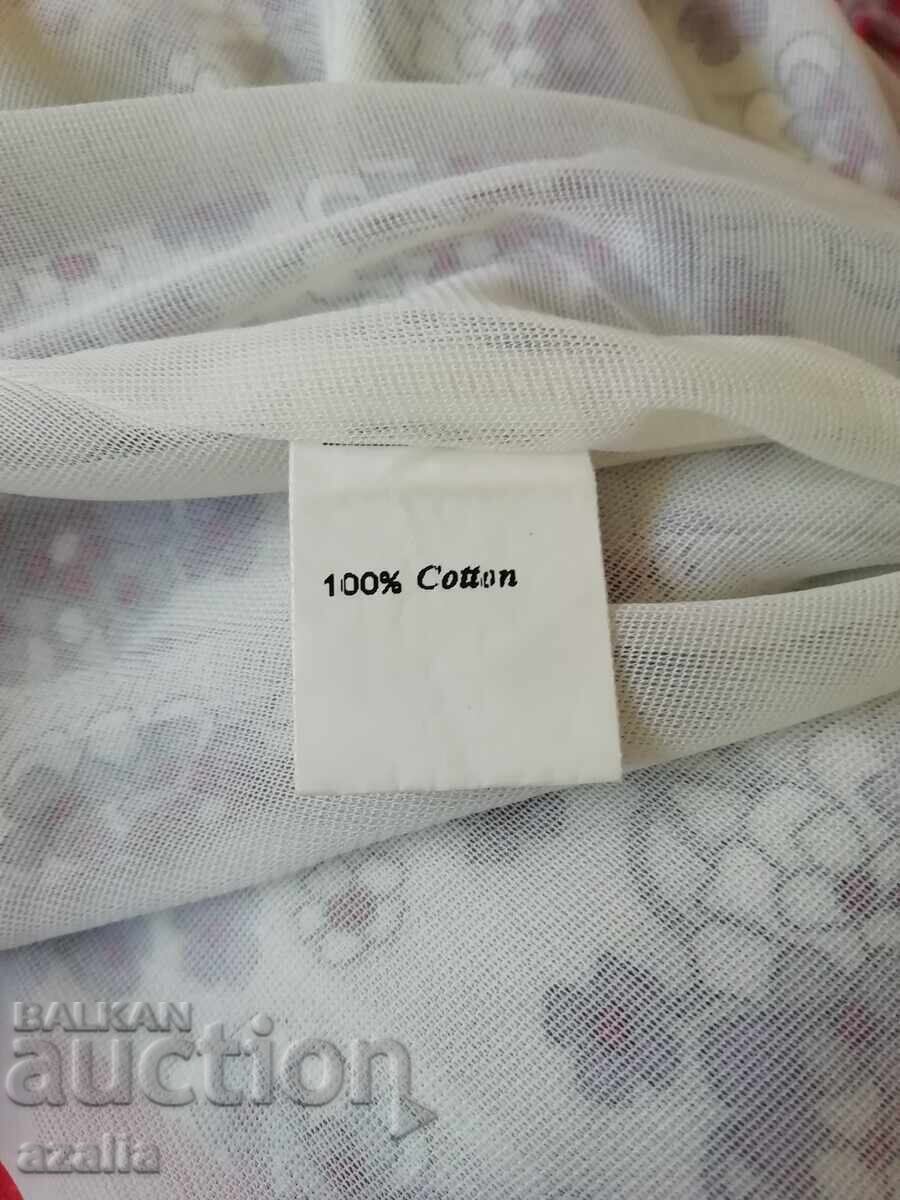 100% Cotton
BALKAN
auction
azalia